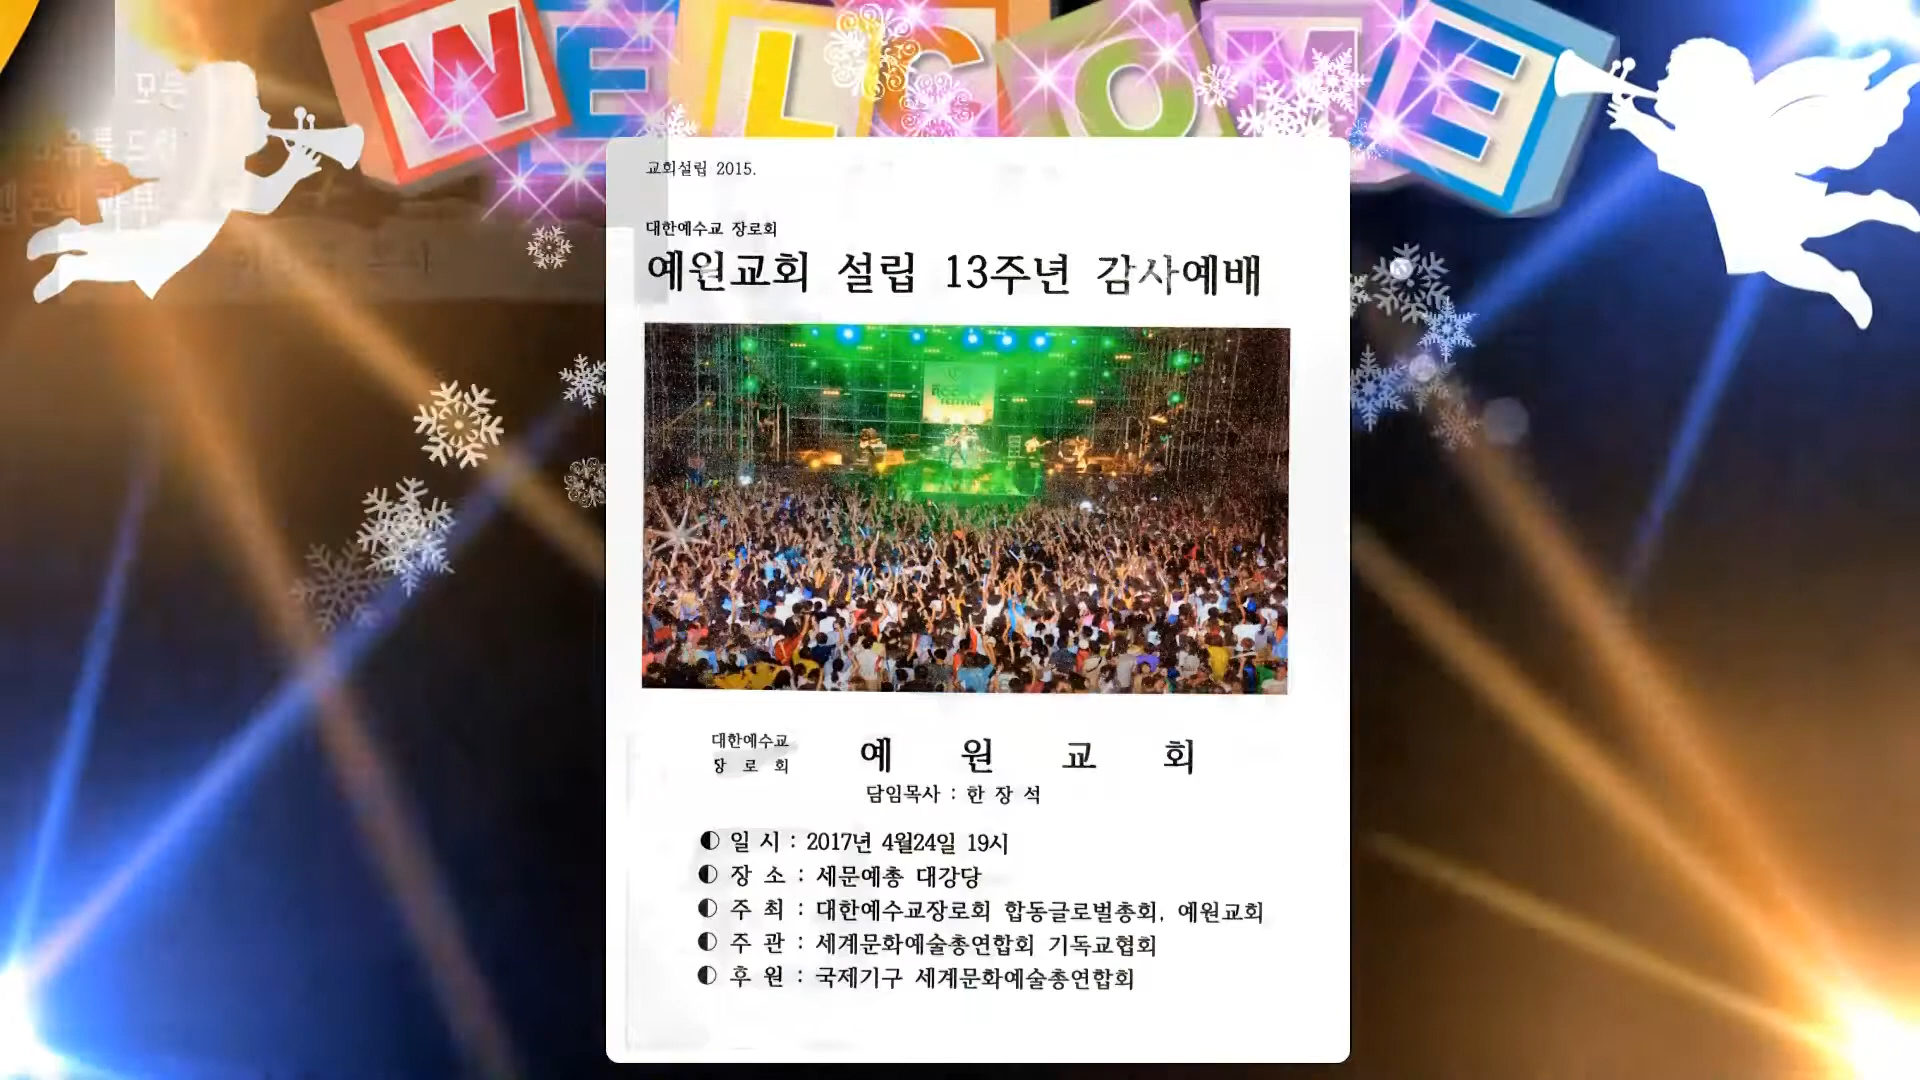 WELCOME
모든
교회설립 2015.
대한예수교 장로회
예원교회 설립 13주년 감사예배
대한예수교
장 로 회
예 원 교 회
담임목사 : 한 장 석
◐ 일 시 : 2017년 4월24일 19시
◐ 장 소 : 세문예총 대강당
◐ 주 최 : 대한예수교장로회 합동글로벌총회, 예원교회
◐ 주 관 : 세계문화예술총연합회 기독교협회
◐ 후 원 : 국제기구 세계문화예술총연합회